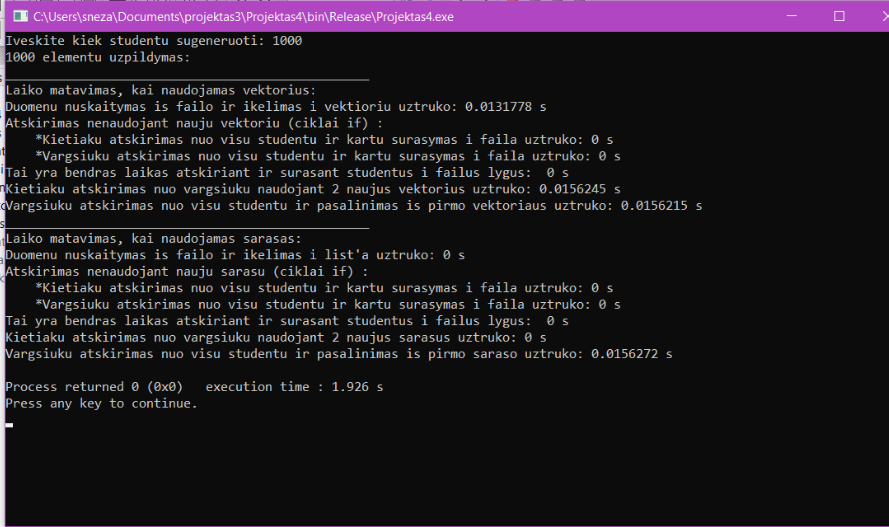 C:\Users\sneza\Documents\projektas3\Projektas4\bin\Release\Projektas4.exe
Iveskite kiek studentu sugeneruoti: 1000
1000 elementu uzpildymas:
Laiko matavimas, kai naudojamas vektorius:
Duomenu nuskaitymas is failo ir ikelimas i vektioriu uztruko: 0.0131778 s
Atskirimas nenaudojant nauju vektoriu (ciklai if) :
*Kietiaku atskirimas nuo visu studentu ir kartu surasymas i faila uztruko: 0 s
*Vargsiuku atskirimas nuo visu studentu ir kartu surasymas i faila uztruko: 0 s
Tai yra bendras laikas atskiriant ir surasant studentus i failus lygus:  0 s
Kietiaku atskirimas nuo vargsiuku naudojant 2 naujus vektorius uztruko: 0.0156245 s
Vargsiuku atskirimas nuo visu studentu ir pasalinimas is pirmo vektoriaus uztruko: 0.0156215 s
Laiko matavimas, kai naudojamas sarasas:
Duomenu nuskaitymas is failo ir ikelimas i list'a uztruko: 0 s
Atskirimas nenaudojant nauju sarasu (ciklai if) :
*Kietiaku atskirimas nuo visu studentu ir kartu surasymas i faila uztruko: 0 s
*Vargsiuku atskirimas nuo visu studentu ir kartu surasymas i faila uztruko: 0 s
Tai yra bendras laikas atskiriant ir surasant studentus i failus lygus:  0 s
Kietiaku atskirimas nuo vargsiuku naudojant 2 naujus sarasus uztruko: 0 s
Vargsiuku atskirimas nuo visu studentu ir pasalinimas is pirmo saraso uztruko: 0.0156272 s
Process returned 0 (0x0)   execution time : 1.926 s
Press any key to continue.